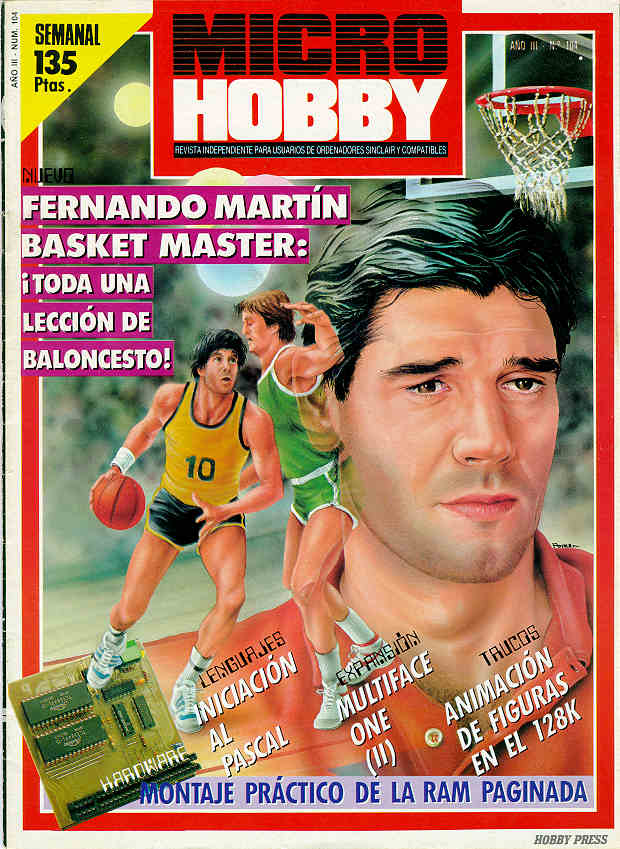 AÑO III - NUM. 104
SEMANAL
135
Ptas.
MICRO
HOBBY
AÑO III - N.º 104
REVISTA INDEPENDIENTE PARA USUARIOS DE ORDENADORES SINCLAIR Y COMPATIBLES
NUEVO
FERNANDO MARTÍN
BASKET MASTER:
¡TODA UNA
LECCIÓN DE
BALONCESTO!
10
LENGUAJES
INICIACIÓN
AL
PASCAL
EXPANSIÓN
MULTIFACE
ONE
(II)
TRUCOS
ANIMACIÓN
DE FIGURAS
EN EL 128K
HARDWARE
MONTAJE PRÁCTICO DE LA RAM PAGINADA
HOBBY PRESS